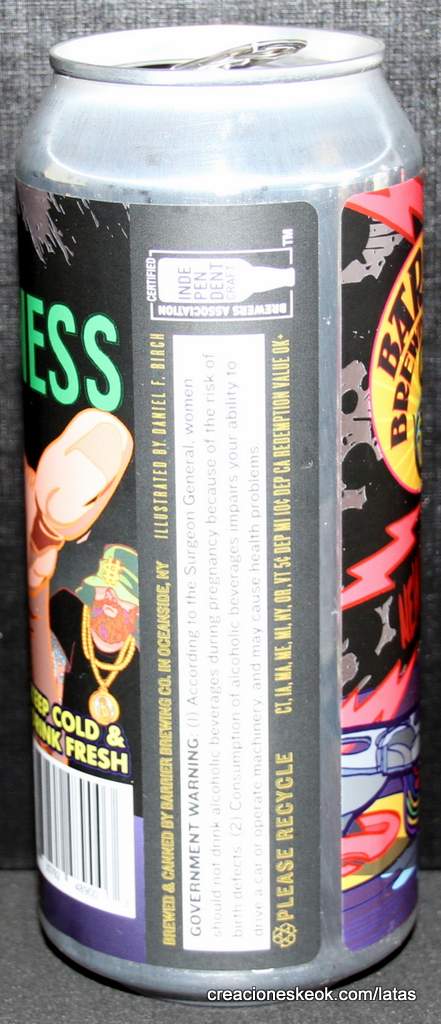 NESS
KEEP COLD &
DRINK FRESH
CERTIFIED
INDE
PEN
DENT
CRAFT
BREWERS ASSOCIATION
TM
BREWED & CANNED BY BARRIER BREWING CO. IN OCEANSIDE, NY
ILLUSTRATED BY DANIEL F. BIRCH
GOVERNMENT WARNING: (1) According to the Surgeon General, women
should not drink alcoholic beverages during pregnancy because of the risk of
birth defects. (2) Consumption of alcoholic beverages impairs your ability to
drive a car or operate machinery, and may cause health problems.
PLEASE RECYCLE
CT, IA, MA, ME, MI, NY, OR, VT 5¢ DEP MI 10¢ DEP CA REDEMPTION VALUE OK+
BAR
BREW
NEW
creacioneskeok.com/latas